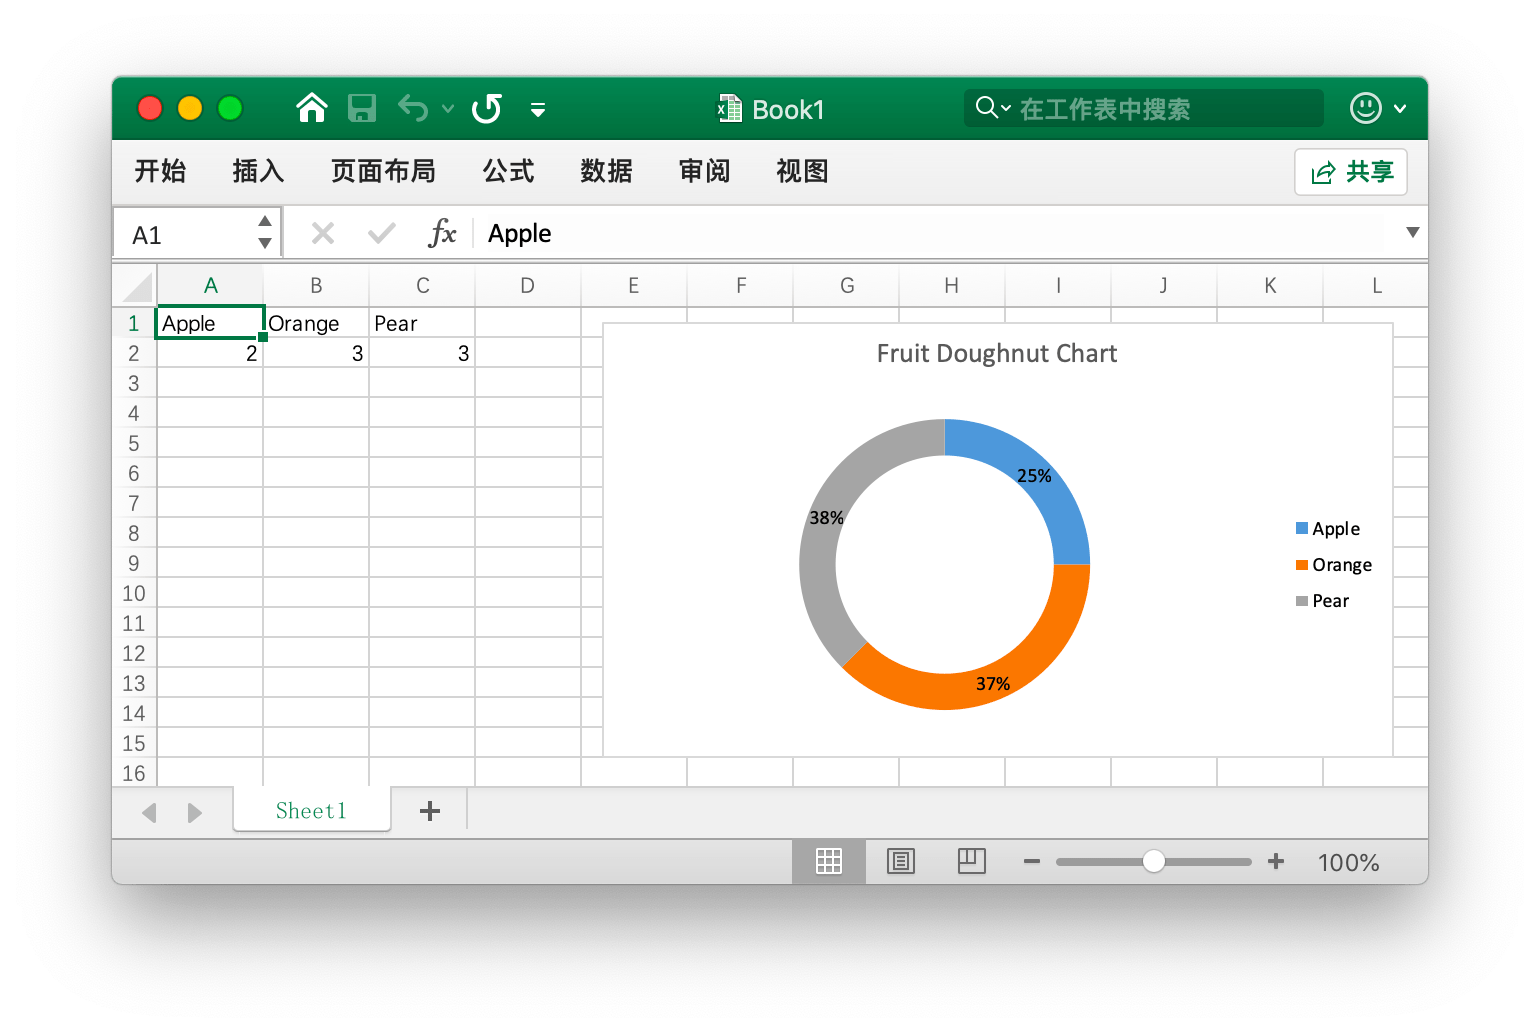 Book1
在工作表中搜索
开始 插入 页面布局 公式 数据 审阅 视图 共享
A1 fx Apple
A B C D E F G H I J K L
1 Apple Orange Pear
2 2 3 3
3
4
5
6
7
8
9
10
11
12
13
14
15
16
Fruit Doughnut Chart
25%
38%
37%
Apple
Orange
Pear
Sheet1
100%